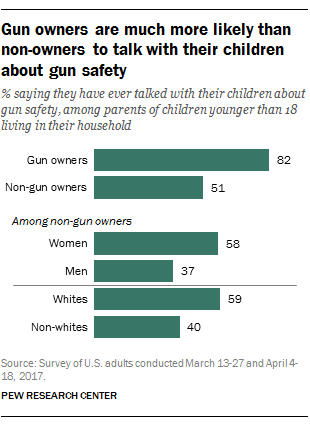 Gun owners are much more likely than
non-owners to talk with their children
about gun safety
% saying they have ever talked with their children about
gun safety, among parents of children younger than 18
living in their household
Gun owners 82
Non-gun owners 51
Among non-gun owners
Women 58
Men 37
Whites 59
Non-whites 40
Source: Survey of U.S. adults conducted March 13-27 and April 4-
18, 2017.
PEW RESEARCH CENTER